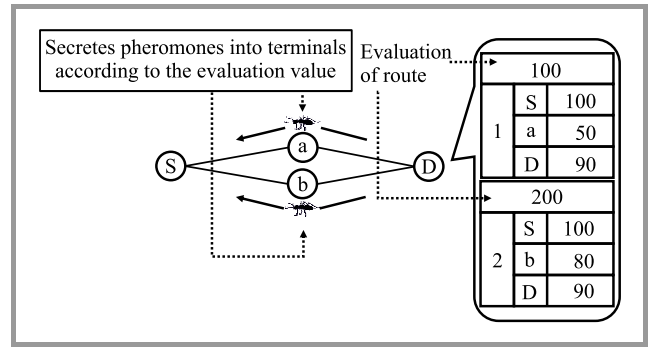 Secretes pheromones into terminals
according to the evaluation value
Evaluation
of route
S
a
b
D
100
1
S 100
a 50
D 90
200
2
S 100
b 80
D 90